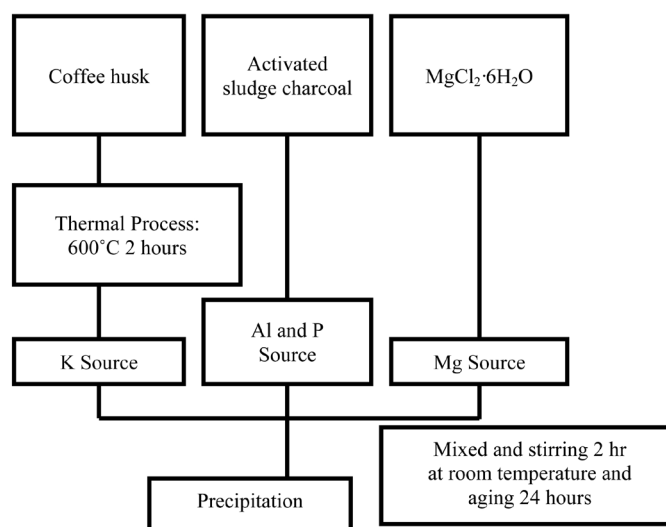 Coffee husk
Activated
sludge charcoal
MgCl₂·6H₂O
Thermal Process:
600˚C 2 hours
Al and P
Source
K Source
Mg Source
Mixed and stirring 2 hr
at room temperature and
aging 24 hours
Precipitation